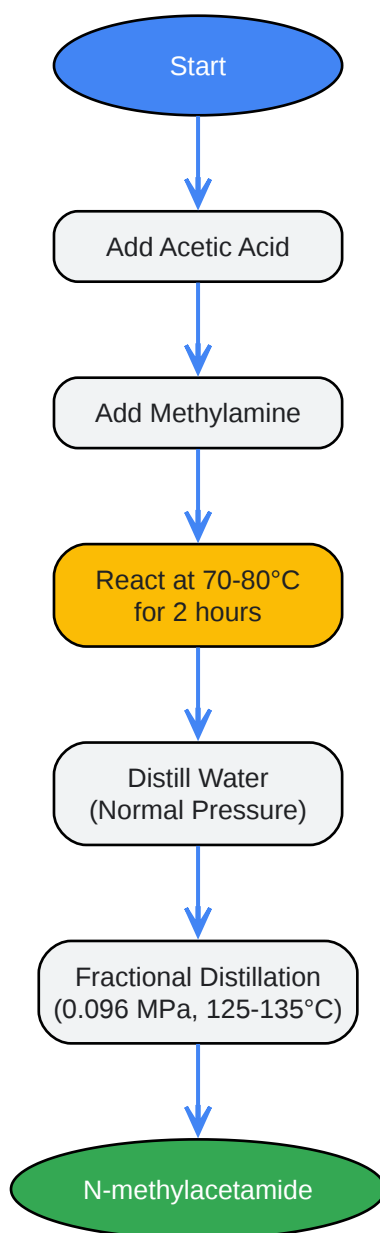 Start
Add Acetic Acid
Add Methylamine
React at 70-80°C
for 2 hours
Distill Water
(Normal Pressure)
Fractional Distillation
(0.096 MPa, 125-135°C)
N-methylacetamide